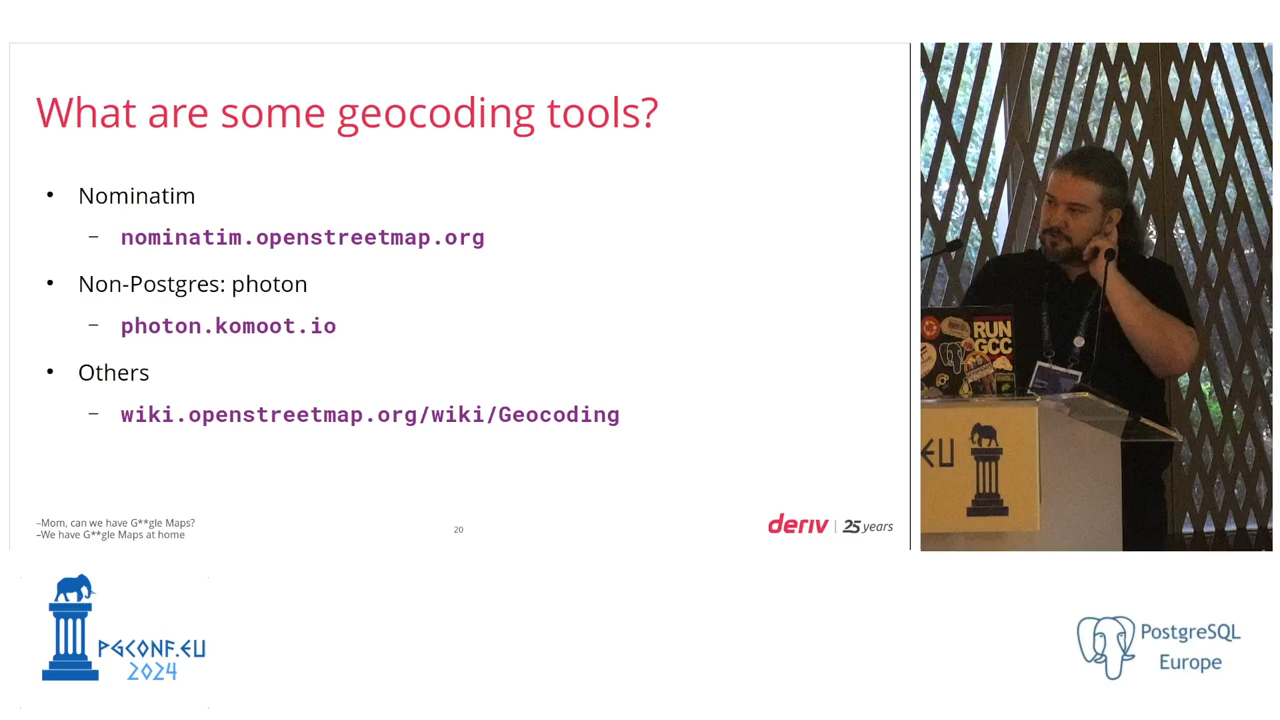 What are some geocoding tools?
• Nominatim
– nominatim.openstreetmap.org
• Non-Postgres: photon
– photon.komoot.io
• Others
– wiki.openstreetmap.org/wiki/Geocoding
–Mom, can we have G**gle Maps?
–We have G**gle Maps at home
20
deriv | 25 years
RUN
GCC
EU
PGCONF.EU
2024
PostgreSQL
Europe